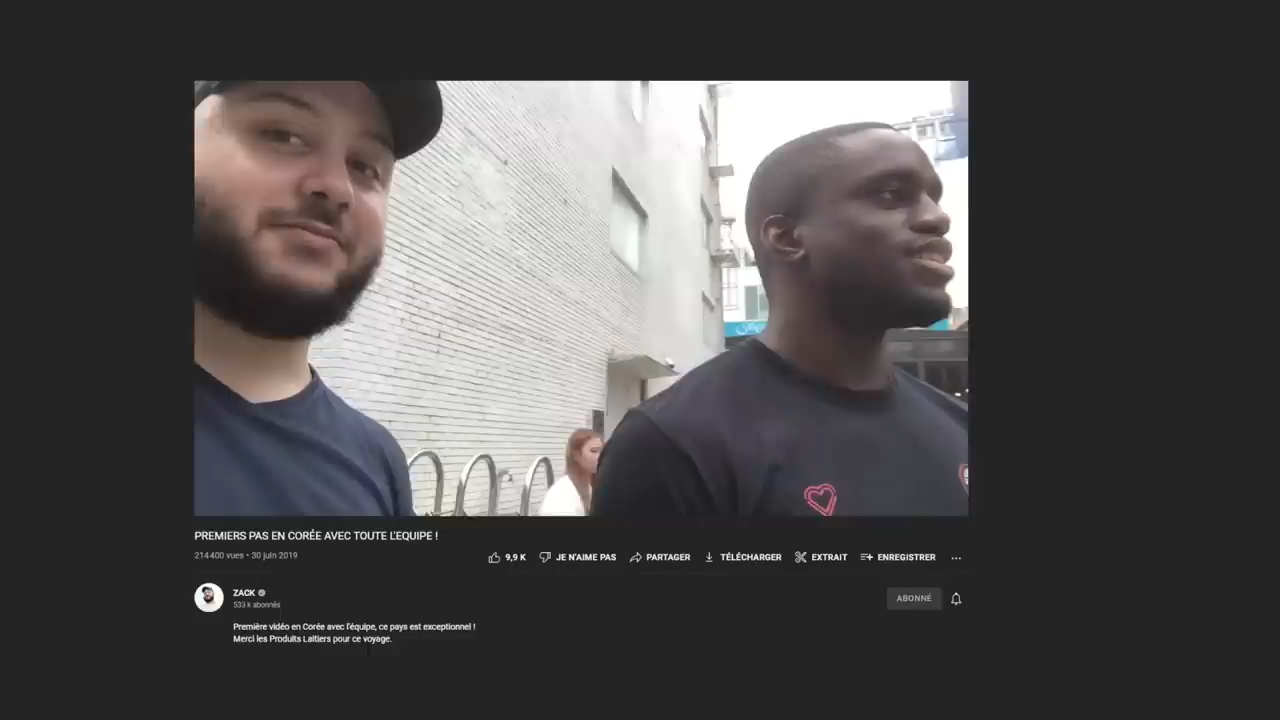 PREMIERS PAS EN CORÉE AVEC TOUTE L'EQUIPE !
214 400 vues • 30 juin 2019
9,9 K JE N'AIME PAS PARTAGER TÉLÉCHARGER EXTRAIT ENREGISTRER ...
ZACK
533 k abonnés
ABONNÉ
Première vidéo en Corée avec l'équipe, ce pays est exceptionnel !
Merci les Produits Laitiers pour ce voyage.